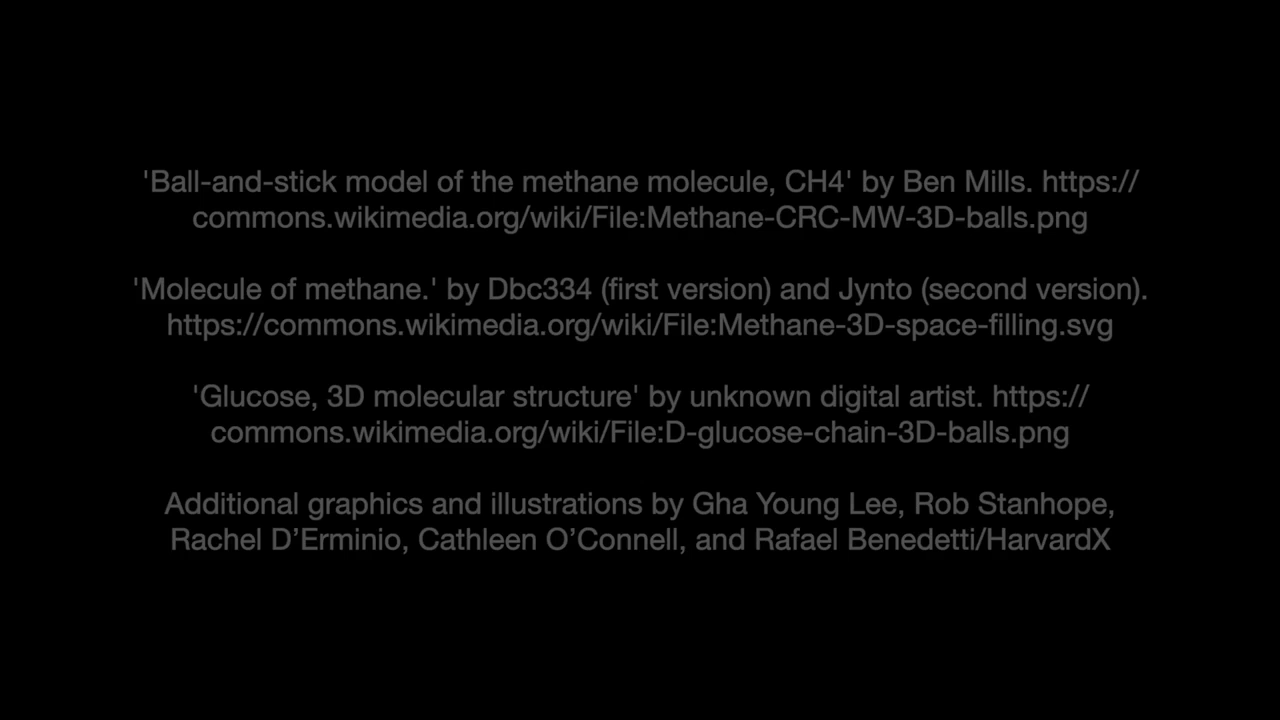 'Ball-and-stick model of the methane molecule, CH4' by Ben Mills. https://
commons.wikimedia.org/wiki/File:Methane-CRC-MW-3D-balls.png
'Molecule of methane.' by Dbc334 (first version) and Jynto (second version).
https://commons.wikimedia.org/wiki/File:Methane-3D-space-filling.svg
'Glucose, 3D molecular structure' by unknown digital artist. https://
commons.wikimedia.org/wiki/File:D-glucose-chain-3D-balls.png
Additional graphics and illustrations by Gha Young Lee, Rob Stanhope,
Rachel D’Erminio, Cathleen O’Connell, and Rafael Benedetti/HarvardX